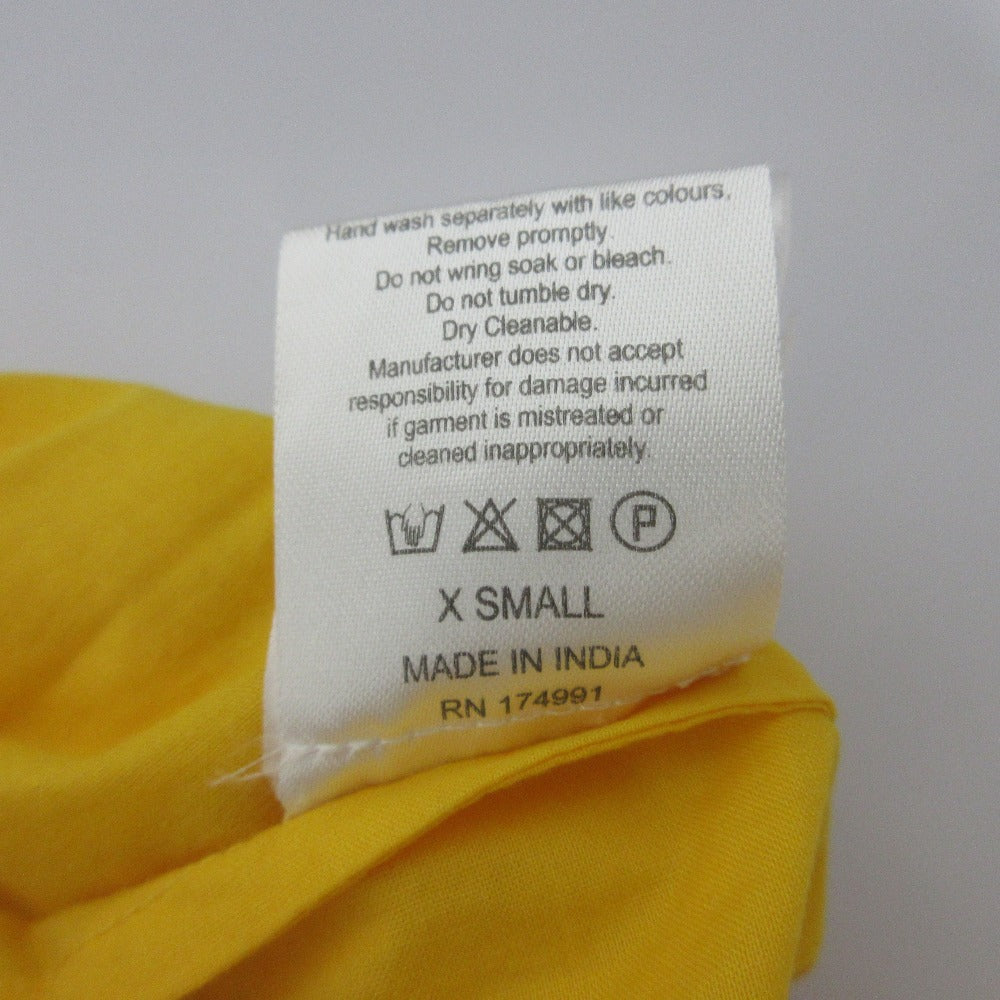 Hand wash separately with like colours,
Remove promptly
Do not wring soak or bleach.
Do not tumble dry.
Dry Cleanable.
Manufacturer does not accept
responsibility for damage incurred
if garment is mistreated or
cleaned inappropriately.
P
X SMALL
MADE IN INDIA
RN 174991